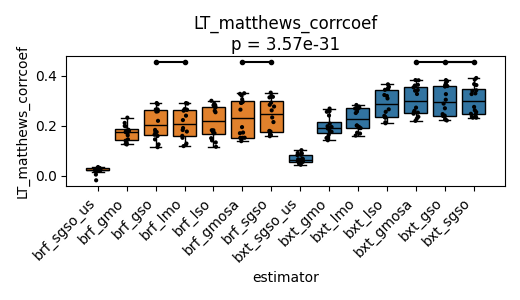 LT_matthews_corrcoef
p = 3.57e-31
LT_matthews_corrcoef
0.4
0.2
0.0
brf_sgso_us
brf_gmo
brf_gso
brf_lmo
brf_lso
brf_gmosa
brf_sgso
bxt_sgso_us
bxt_gmo
bxt_lmo
bxt_lso
bxt_gmosa
bxt_gso
bxt_sgso
estimator